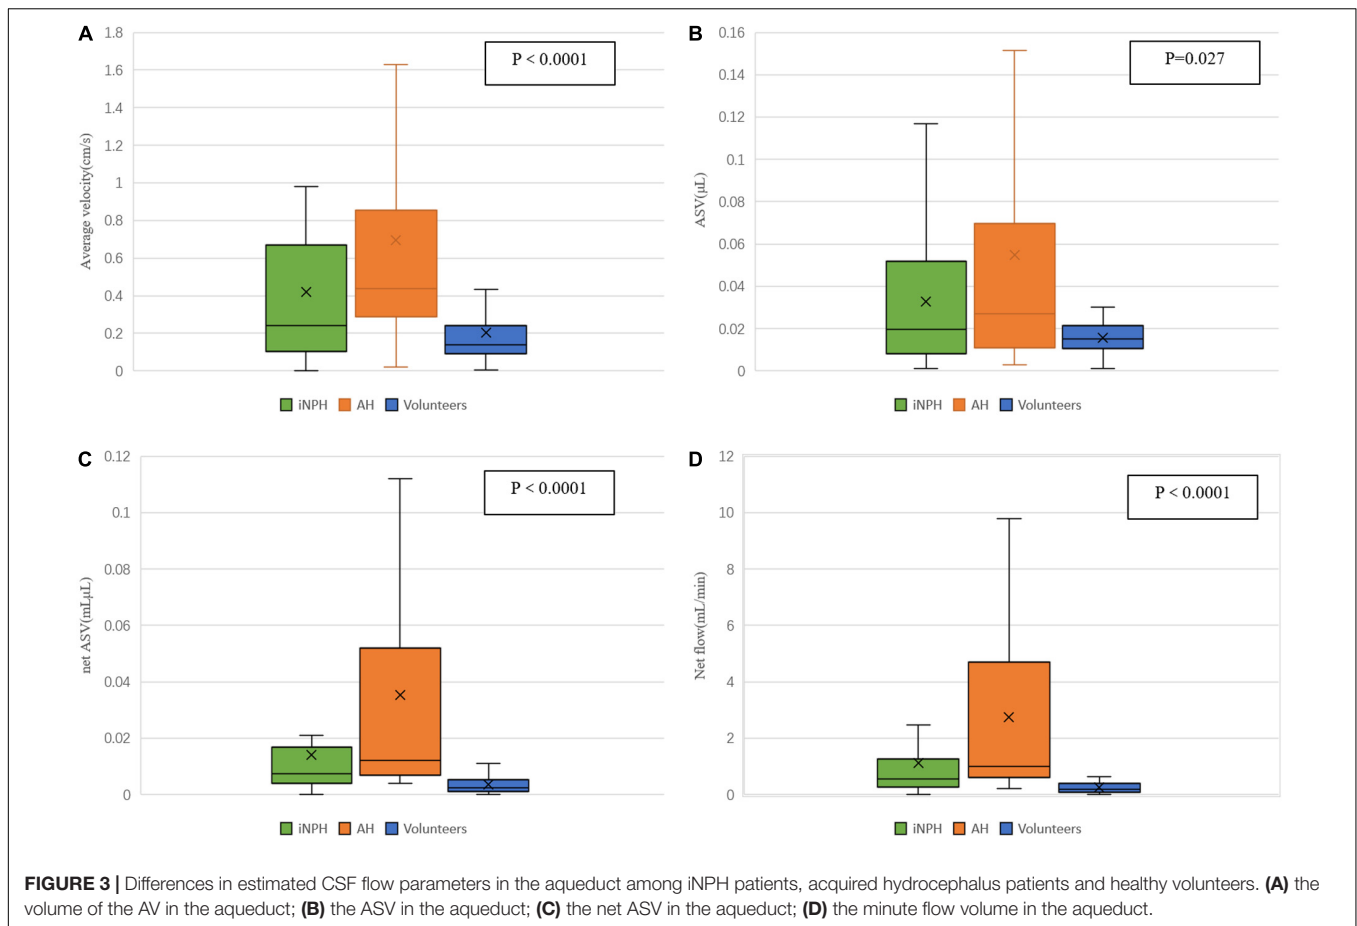 A
P < 0.0001
Average velocity(cm/s)
1.8
1.6
1.4
1.2
1
0.8
0.6
0.4
0.2
0
iNPH AH Volunteers
B
P=0.027
ASV(μL)
0.16
0.14
0.12
0.1
0.08
0.06
0.04
0.02
0
iNPH AH Volunteers
C
P < 0.0001
net ASV(mLμL)
0.12
0.1
0.08
0.06
0.04
0.02
0
iNPH AH Volunteers
D
P < 0.0001
Net flow(mL/min)
12
10
8
6
4
2
0
iNPH AH Volunteers
FIGURE 3 | Differences in estimated CSF flow parameters in the aqueduct among iNPH patients, acquired hydrocephalus patients and healthy volunteers. (A) the
volume of the AV in the aqueduct; (B) the ASV in the aqueduct; (C) the net ASV in the aqueduct; (D) the minute flow volume in the aqueduct.